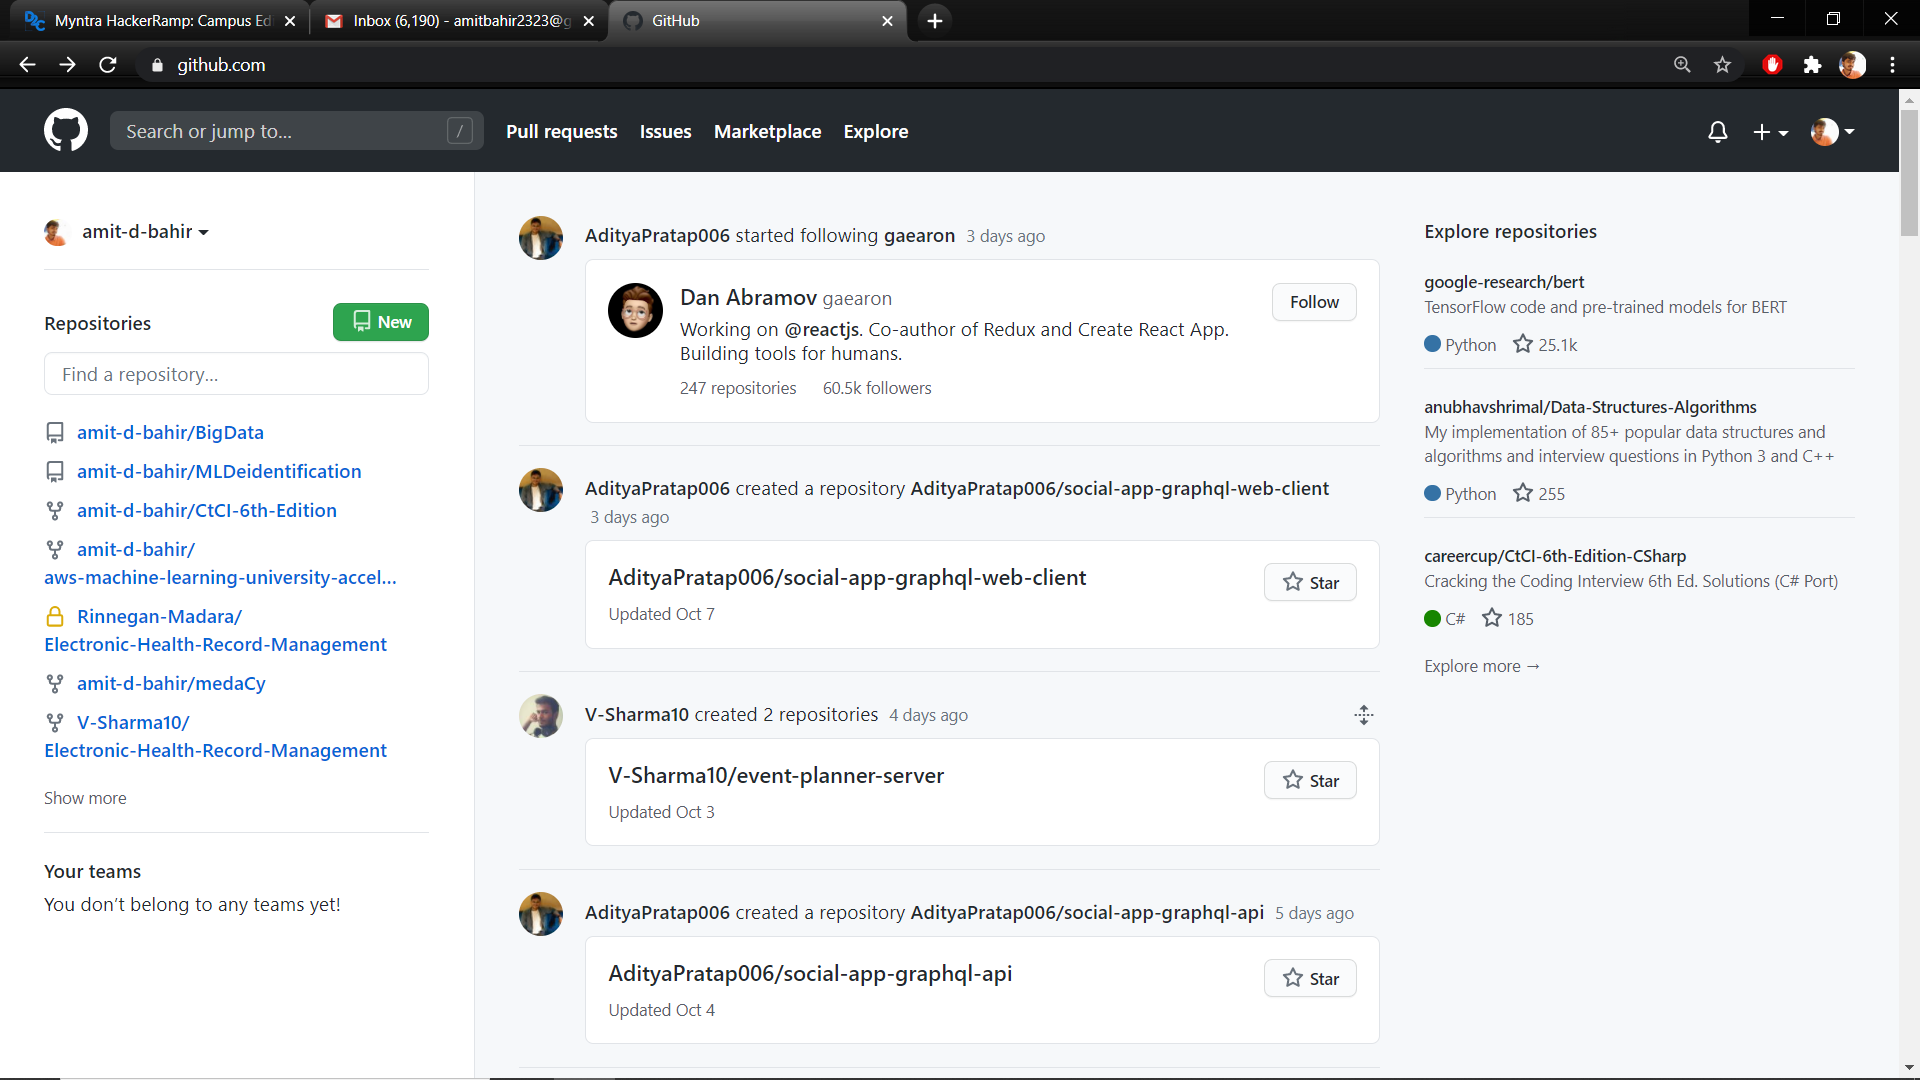 Myntra HackerRamp: Campus Edi
Inbox (6,190) - amitbahir2323@g
GitHub
github.com
Search or jump to...
/
Pull requests
Issues
Marketplace
Explore
amit-d-bahir
Repositories
New
Find a repository...
amit-d-bahir/BigData
amit-d-bahir/MLDeidentification
amit-d-bahir/CtCI-6th-Edition
amit-d-bahir/
aws-machine-learning-university-accel...
Rinnegan-Madara/
Electronic-Health-Record-Management
amit-d-bahir/medaCy
V-Sharma10/
Electronic-Health-Record-Management
Show more
Your teams
You don’t belong to any teams yet!
AdityaPratap006 started following gaearon 3 days ago
Dan Abramov gaearon
Follow
Working on @reactjs. Co-author of Redux and Create React App.
Building tools for humans.
247 repositories 60.5k followers
AdityaPratap006 created a repository AdityaPratap006/social-app-graphql-web-client
3 days ago
AdityaPratap006/social-app-graphql-web-client
Star
Updated Oct 7
V-Sharma10 created 2 repositories 4 days ago
V-Sharma10/event-planner-server
Star
Updated Oct 3
AdityaPratap006 created a repository AdityaPratap006/social-app-graphql-api 5 days ago
AdityaPratap006/social-app-graphql-api
Star
Updated Oct 4
Explore repositories
google-research/bert
TensorFlow code and pre-trained models for BERT
Python 25.1k
anubhavshrimal/Data-Structures-Algorithms
My implementation of 85+ popular data structures and
algorithms and interview questions in Python 3 and C++
Python 255
careercup/CtCI-6th-Edition-CSharp
Cracking the Coding Interview 6th Ed. Solutions (C# Port)
C# 185
Explore more →